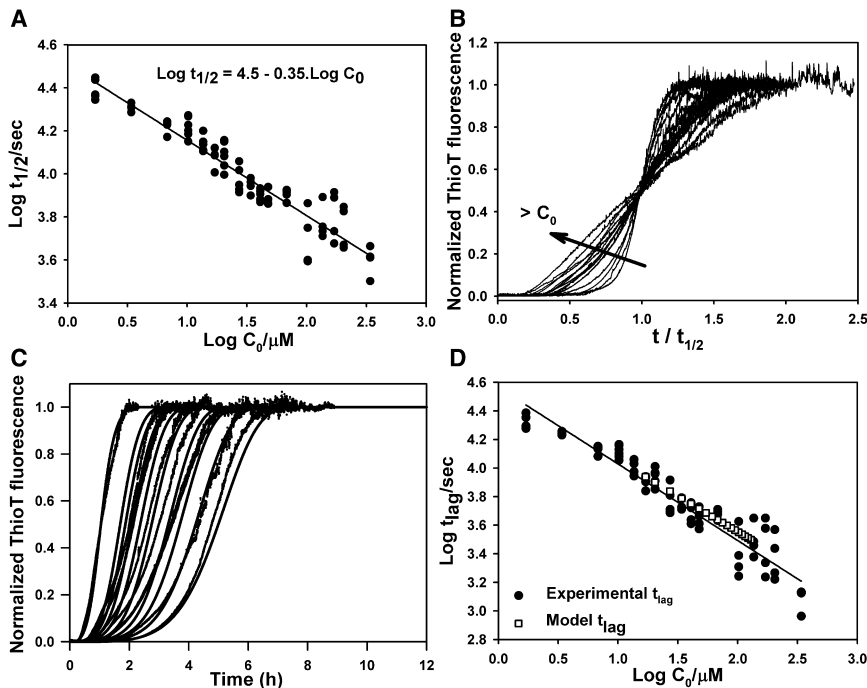 A
Log t1/2 = 4.5 - 0.35.Log C0
Log t1/2/sec
4.6
4.4
4.2
4.0
3.8
3.6
3.4
0.0 0.5 1.0 1.5 2.0 2.5 3.0
Log C0/μM
B
Normalized ThioT fluorescence
1.2
1.0
0.8
0.6
0.4
0.2
0.0
> C0
0.0 0.5 1.0 1.5 2.0 2.5
t / t1/2
C
Normalized ThioT fluorescence
1.0
0.8
0.6
0.4
0.2
0.0
0 2 4 6 8 10 12
Time (h)
D
Log tlag/sec
4.6
4.4
4.2
4.0
3.8
3.6
3.4
3.2
3.0
2.8
Experimental tlag
Model tlag
0.0 0.5 1.0 1.5 2.0 2.5 3.0
Log C0/μM